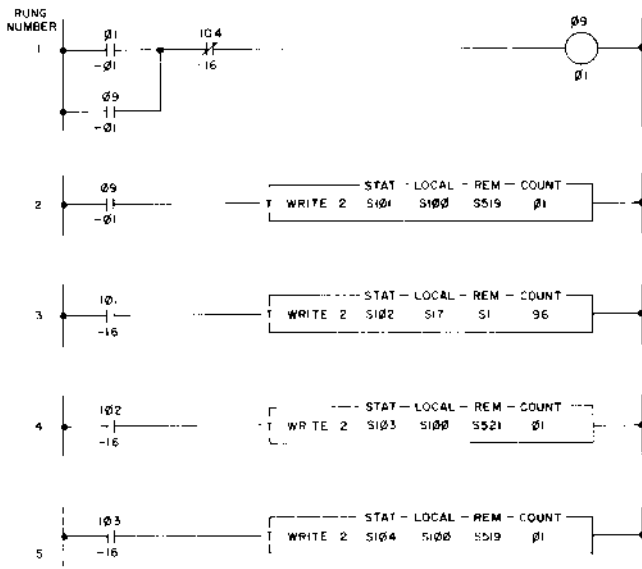 RUNG
NUMBER
Ø1 104 Ø9
1
-Ø1 -16 Ø1
Ø9
-Ø1
Ø9 STAT - LOCAL - REM - COUNT
2 T WRITE 2 S1Ø1 S1ØØ S519 Ø1
-Ø1
STAT - LOCAL - REM - COUNT
3 T WRITE 2 S1Ø2 S17 S1 96
-16
1Ø2 STAT - LOCAL - REM - COUNT
4 T WRITE 2 S1Ø3 S1ØØ S521 Ø1
-16
1Ø3 STAT - LOCAL - REM - COUNT
5 T WRITE 2 S1Ø4 S1ØØ S519 Ø1
-16